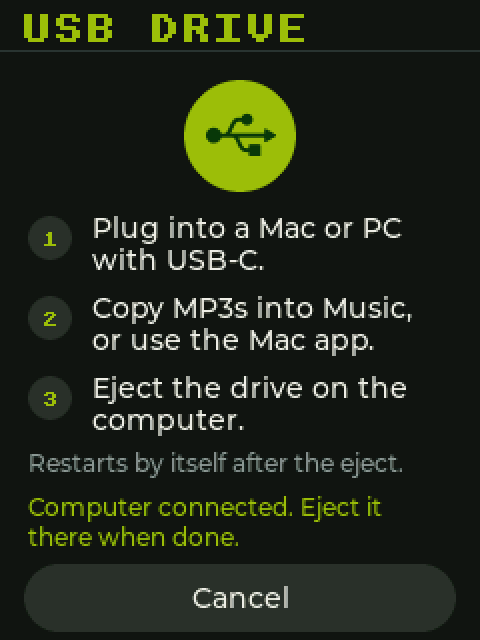 USB DRIVE
1
Plug into a Mac or PC
with USB-C.
2
Copy MP3s into Music,
or use the Mac app.
3
Eject the drive on the
computer.
Restarts by itself after the eject.
Computer connected. Eject it
there when done.
Cancel